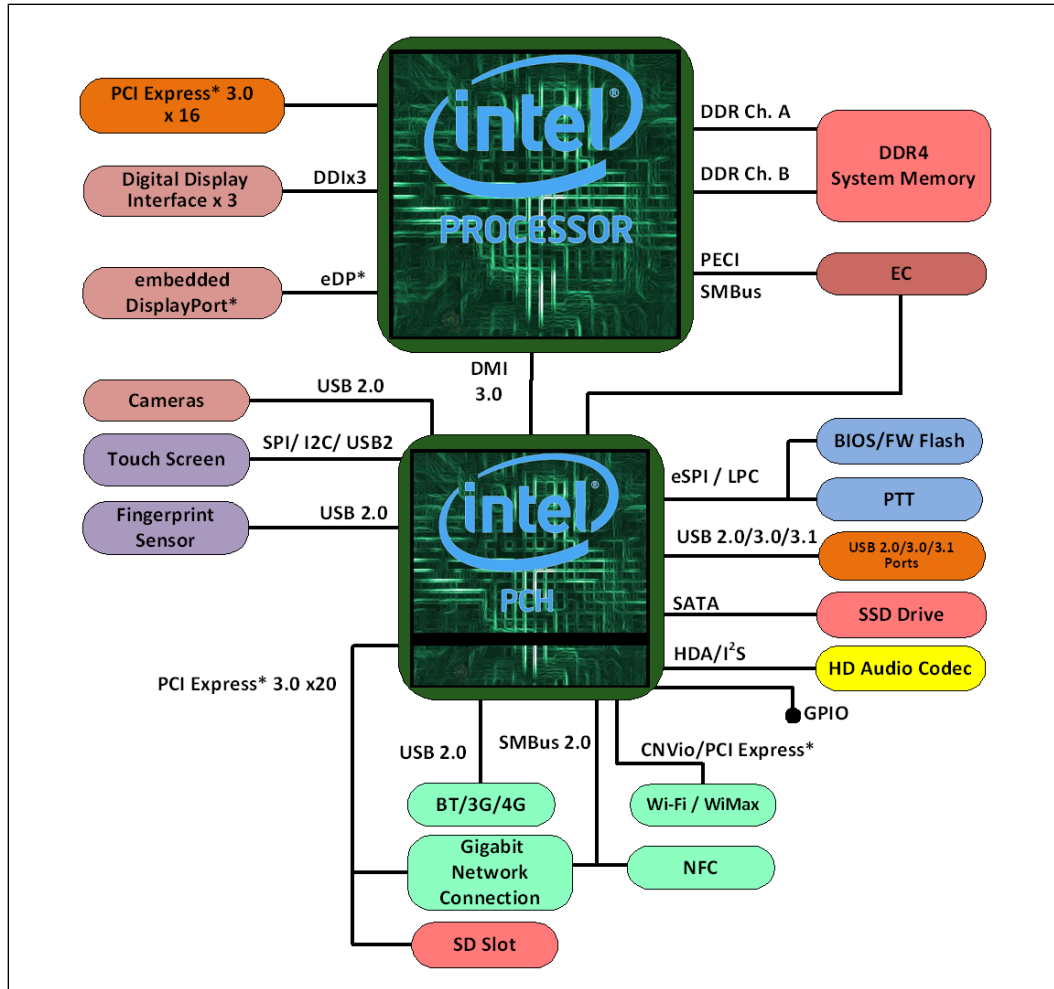 intel®
PROCESSOR
PCI Express* 3.0
x 16
Digital Display
Interface x 3
DDIx3
embedded
DisplayPort*
eDP*
DDR Ch. A
DDR Ch. B
DDR4
System Memory
PECI
SMBus
EC
DMI
3.0
Cameras
USB 2.0
Touch Screen
SPI/ I2C/ USB2
Fingerprint
Sensor
USB 2.0
intel®
PCH
eSPI / LPC
BIOS/FW Flash
PTT
USB 2.0/3.0/3.1
USB 2.0/3.0/3.1
Ports
SATA
SSD Drive
HDA/I²S
HD Audio Codec
GPIO
PCI Express* 3.0 x20
USB 2.0
SMBus 2.0
CNVio/PCI Express*
BT/3G/4G
Wi-Fi / WiMax
Gigabit
Network
Connection
NFC
SD Slot